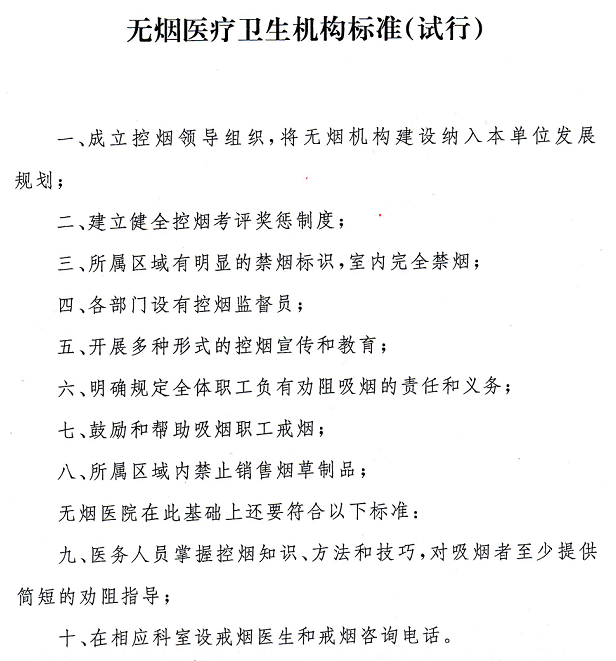 无烟医疗卫生机构标准(试行)
一、成立控烟领导组织,将无烟机构建设纳入本单位发展
规划;
二、建立健全控烟考评奖惩制度;
三、所属区域有明显的禁烟标识,室内完全禁烟;
四、各部门设有控烟监督员;
五、开展多种形式的控烟宣传和教育;
六、明确规定全体职工负有劝阻吸烟的责任和义务;
七、鼓励和帮助吸烟职工戒烟;
八、所属区域内禁止销售烟草制品;
无烟医院在此基础上还要符合以下标准:
九、医务人员掌握控烟知识、方法和技巧,对吸烟者至少提供
简短的劝阻指导;
十、在相应科室设戒烟医生和戒烟咨询电话。